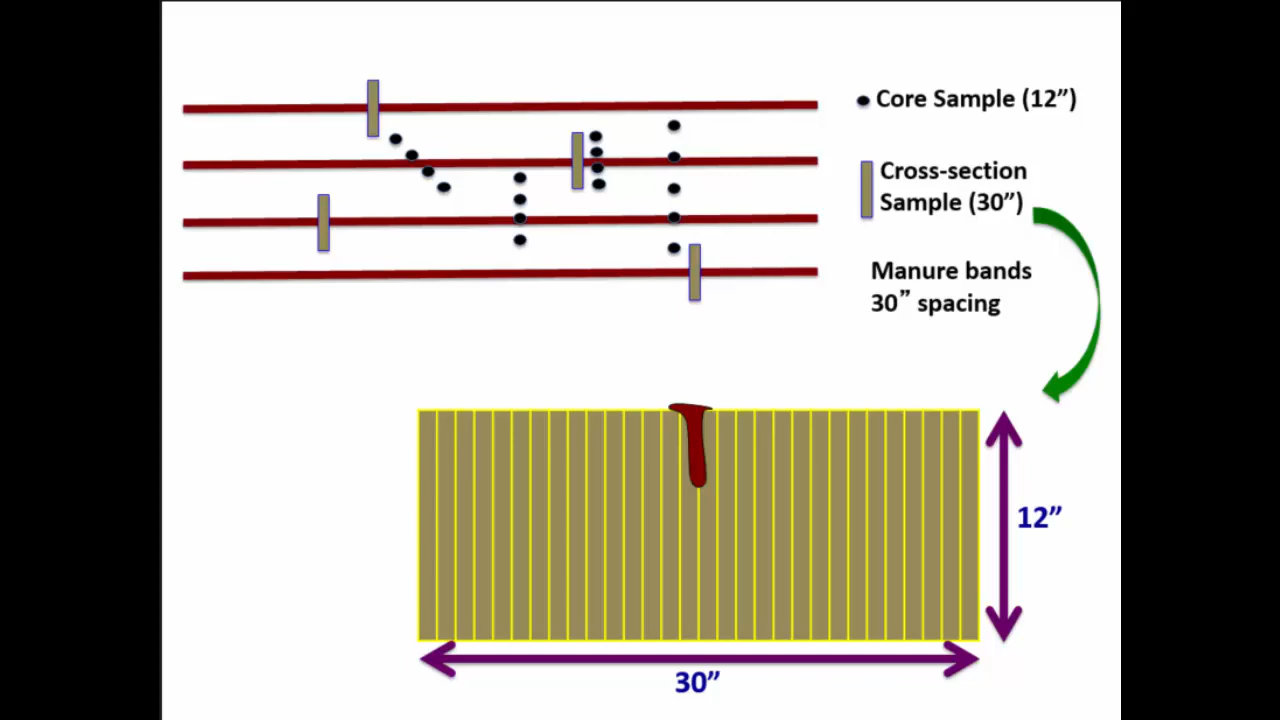 Core Sample (12”)
Cross-section
Sample (30”)
Manure bands
30” spacing
12”
30”